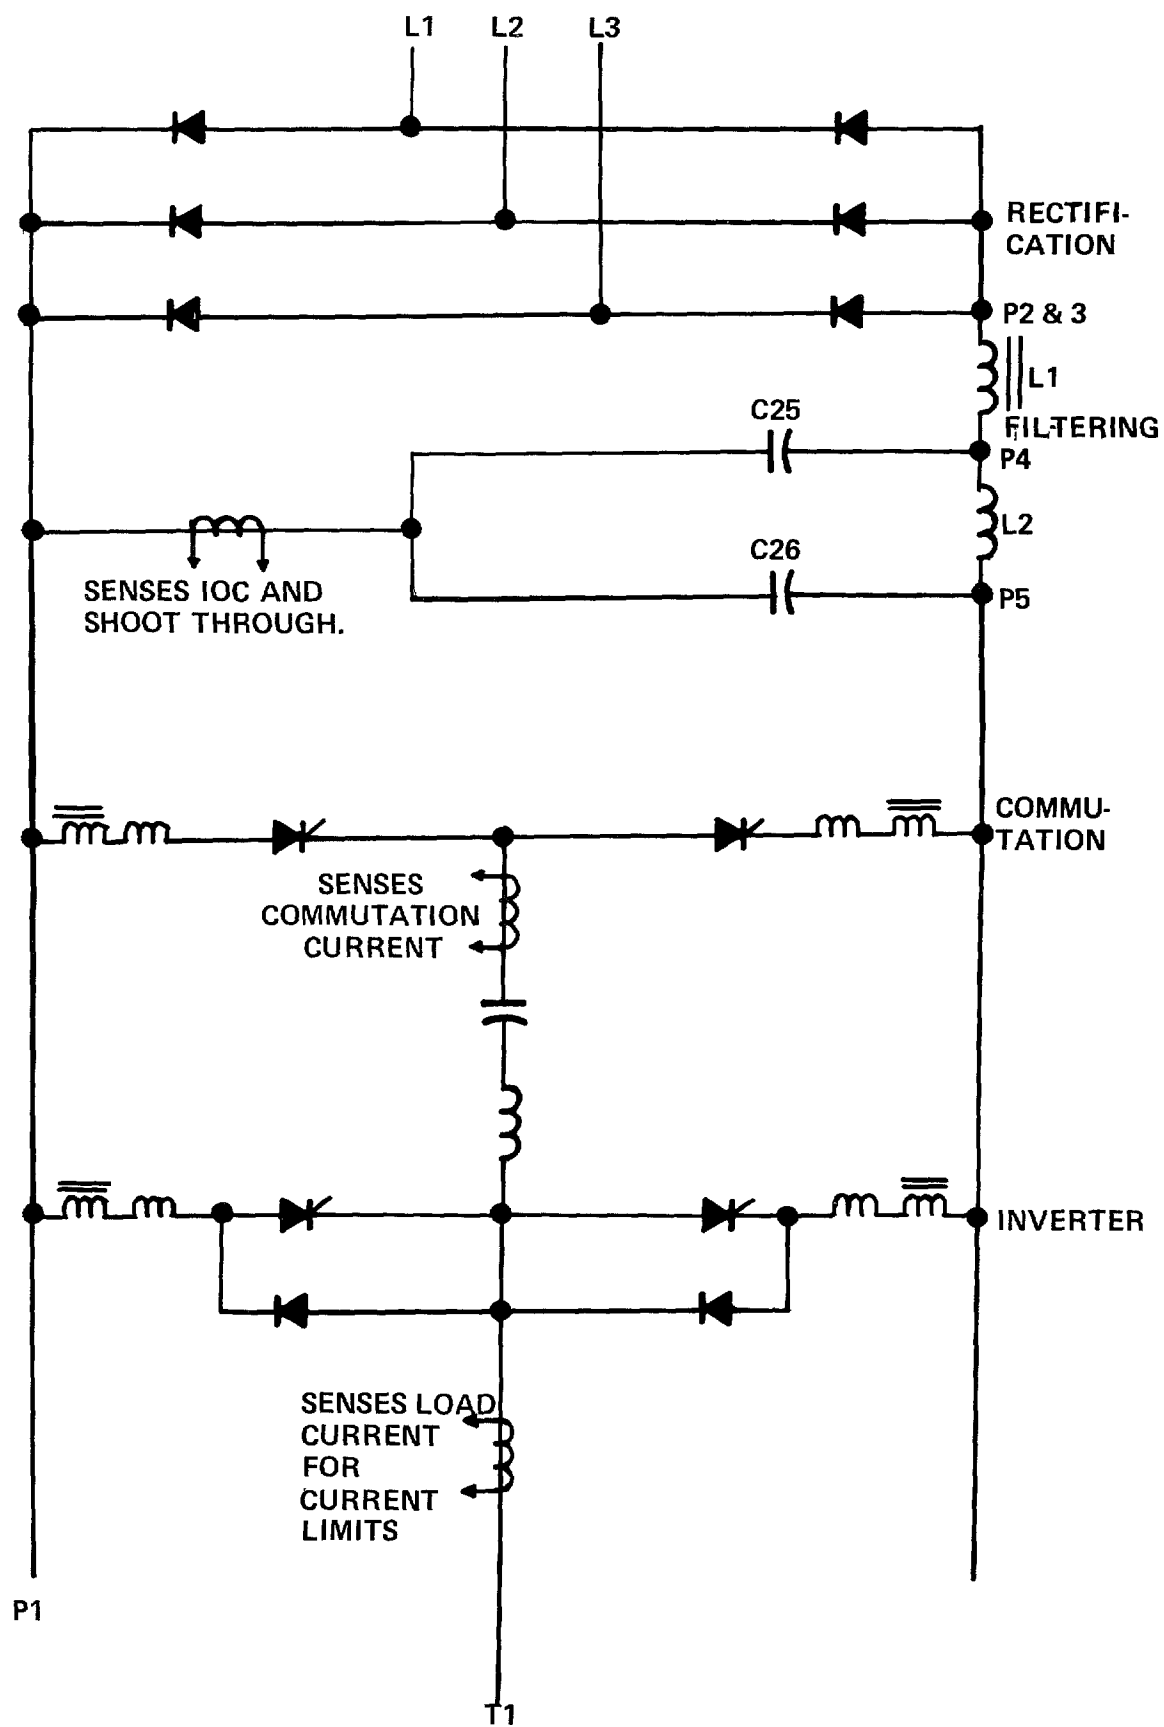 L1
L2
L3
RECTIFI-
CATION
P2 & 3
L1
C25
FILTERING
P4
L2
C26
P5
SENSES IOC AND
SHOOT THROUGH.
COMMU-
TATION
SENSES
COMMUTATION
CURRENT
INVERTER
SENSES LOAD
CURRENT
FOR
CURRENT
LIMITS
P1
T1